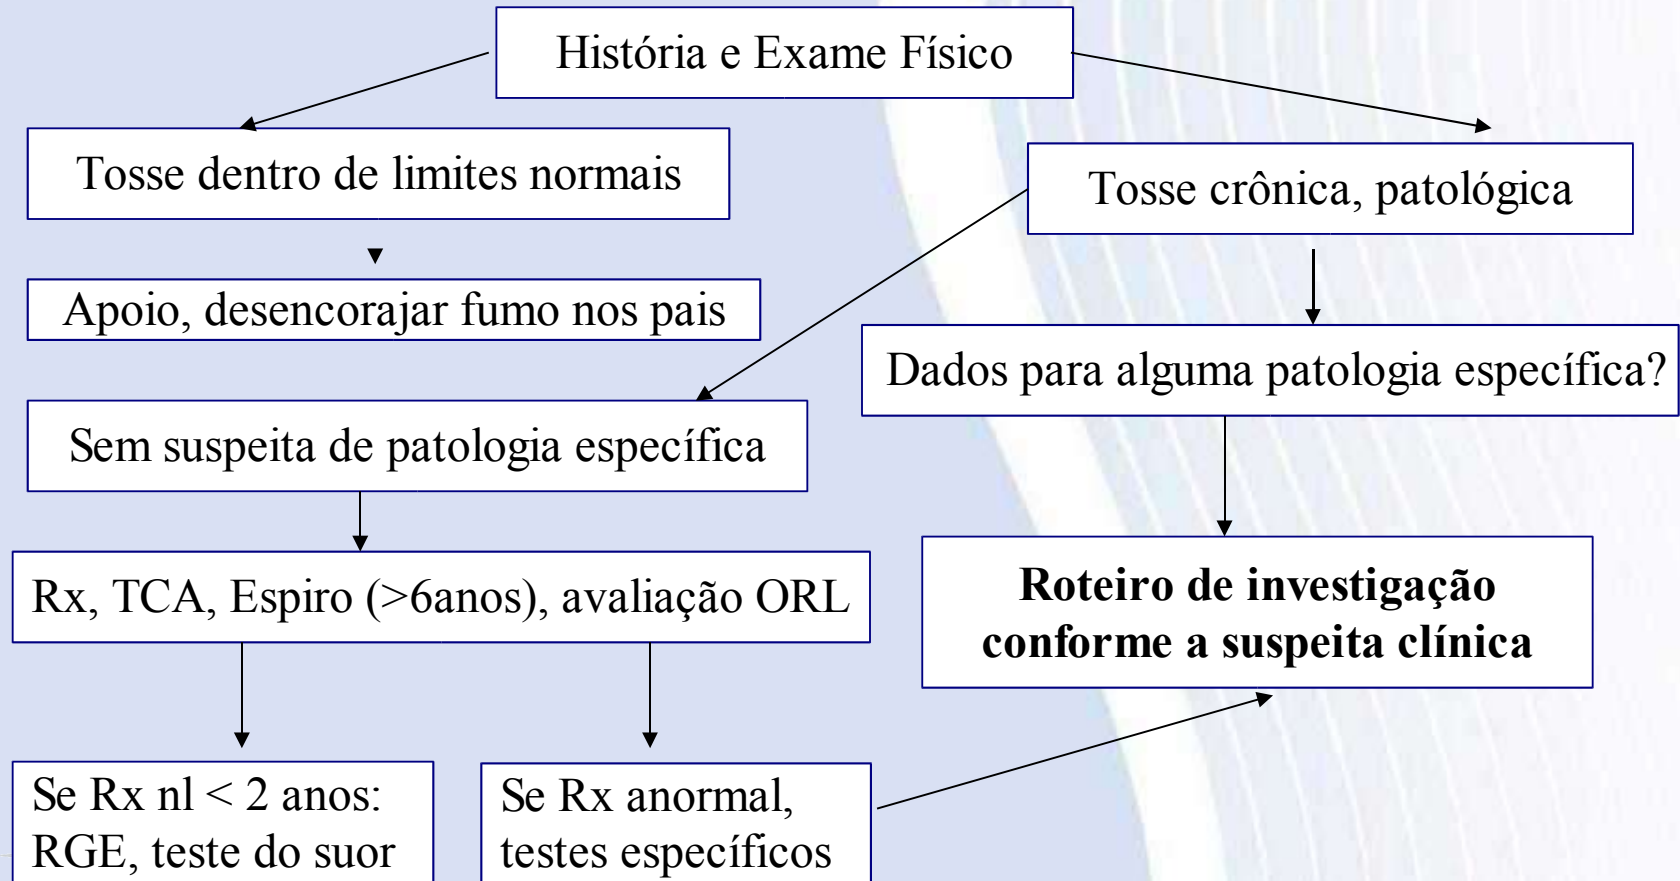 História e Exame Físico
Tosse dentro de limites normais
Tosse crônica, patológica
Apoio, desencorajar fumo nos pais
Dados para alguma patologia específica?
Sem suspeita de patologia específica
Rx, TCA, Espiro (>6anos), avaliação ORL
Roteiro de investigação
conforme a suspeita clínica
Se Rx nl < 2 anos:
RGE, teste do suor
Se Rx anormal,
testes específicos